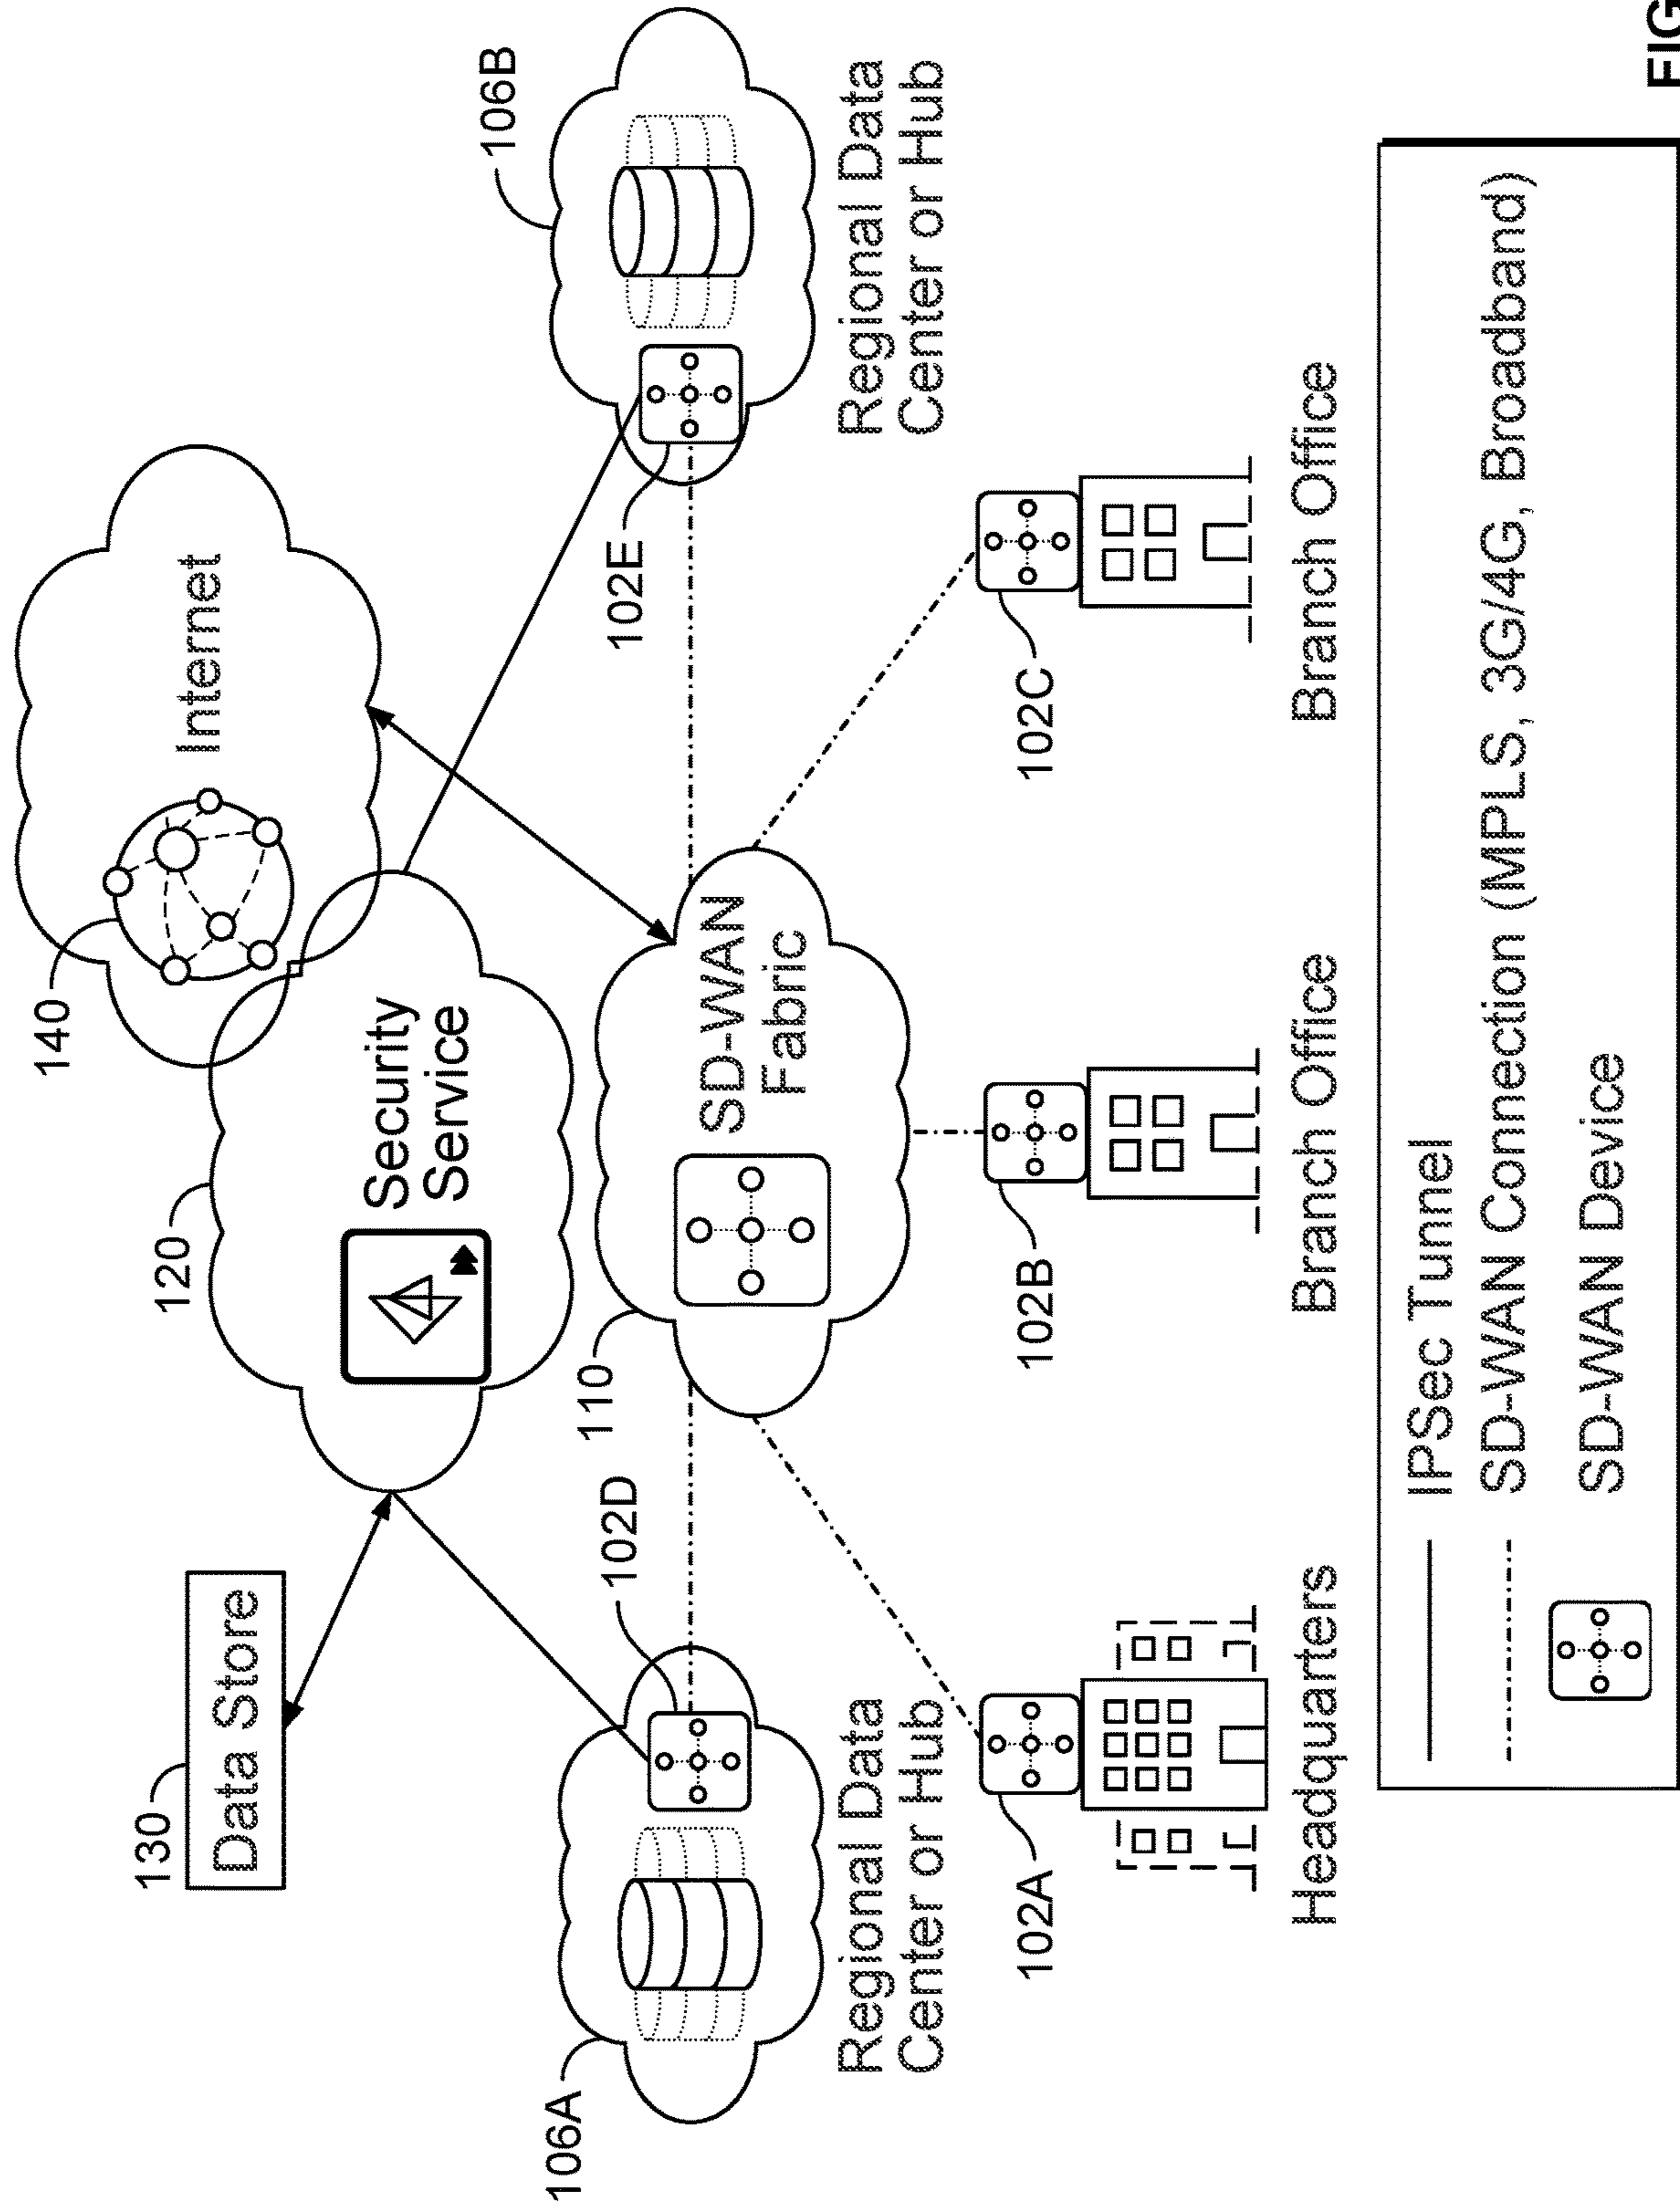 130
Data Store
120
Security
Service
140
Internet
106A
Regional Data
Center or Hub
102D
110
SD-WAN
Fabric
102E
106B
Regional Data
Center or Hub
102A
Headquarters
102B
Branch Office
102C
Branch Office
IPSec Tunnel
SD-WAN Connection (MPLS, 3G/4G, Broadband)
SD-WAN Device
FIG